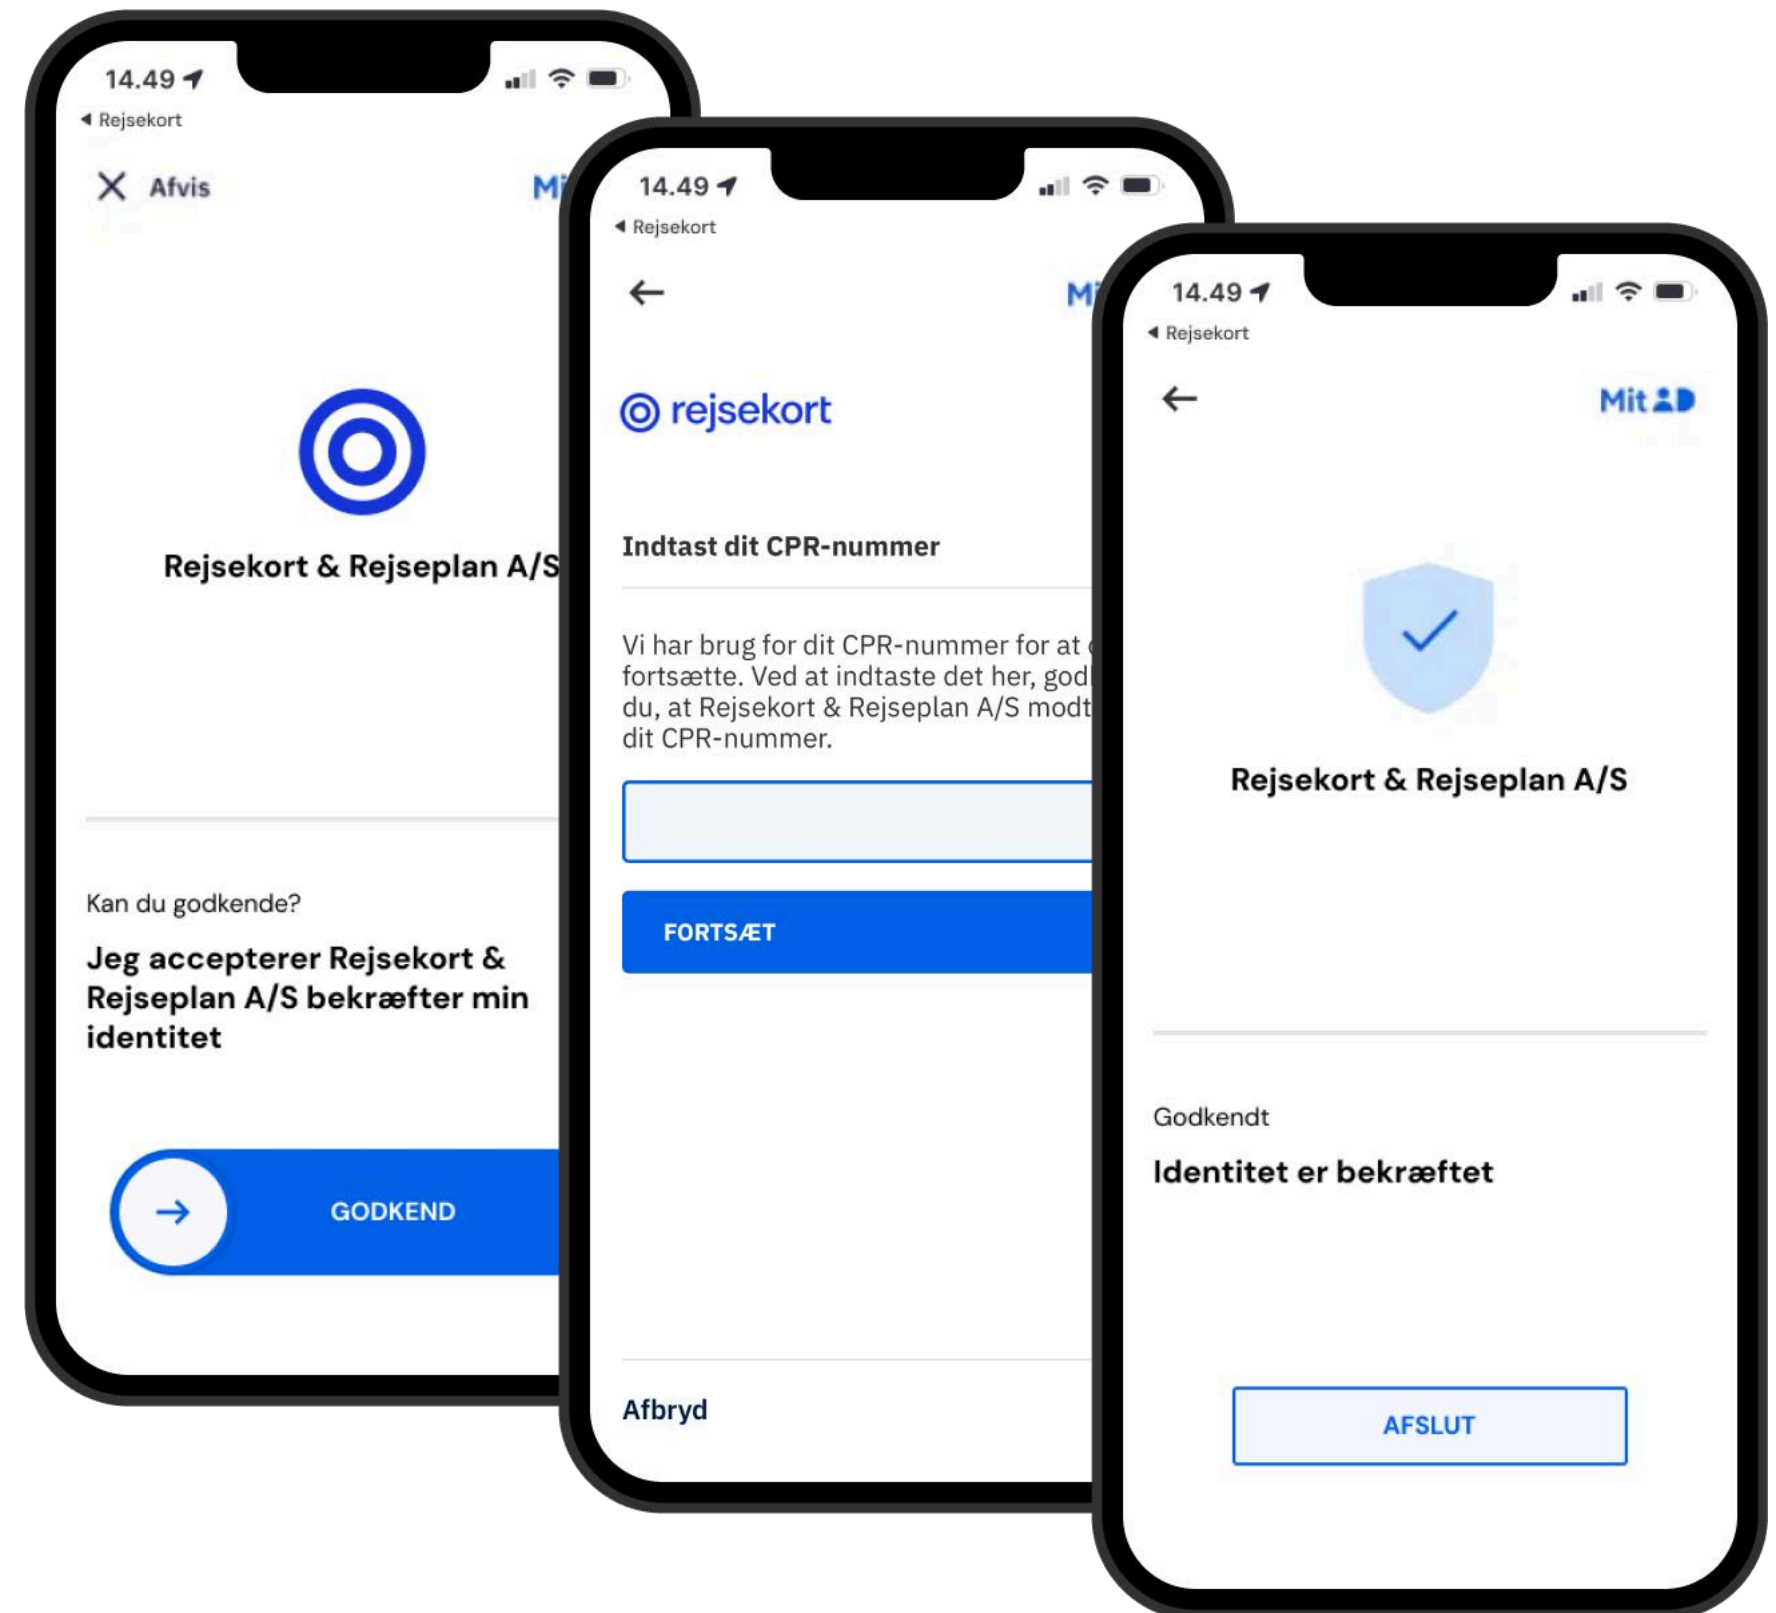 14.49
Rejsekort
Afvis
Rejsekort & Rejseplan A/S
Kan du godkende?
Jeg accepterer Rejsekort &
Rejseplan A/S bekræfter min
identitet
GODKEND
14.49
Rejsekort
rejsekort
Indtast dit CPR-nummer
Vi har brug for dit CPR-nummer for at
fortsætte. Ved at indtaste det her,
du, at Rejsekort & Rejseplan A/S
dit CPR-nummer.
FORTSÆT
Afbryd
14.49
Rejsekort
Mit ID
Rejsekort & Rejseplan A/S
Godkendt
Identitet er bekræftet
AFSLUT